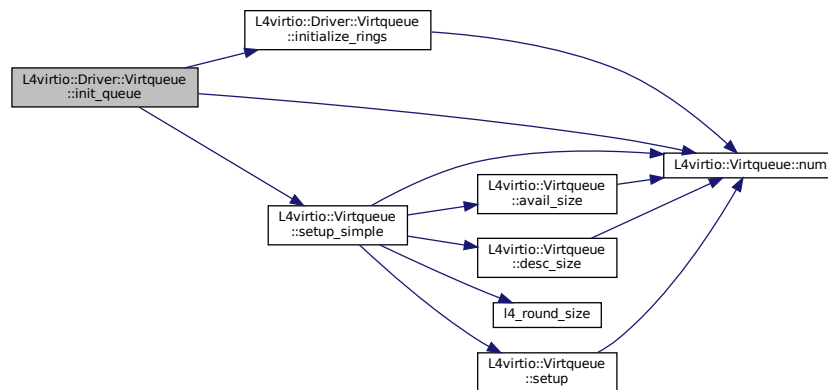 L4virtio::Driver::Virtqueue
::initialize_rings
L4virtio::Driver::Virtqueue
::init_queue
L4virtio::Virtqueue::num
L4virtio::Virtqueue
::avail_size
L4virtio::Virtqueue
::setup_simple
L4virtio::Virtqueue
::desc_size
l4_round_size
L4virtio::Virtqueue
::setup